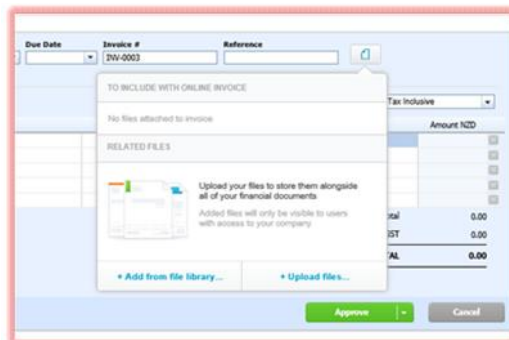 Due Date Invoice # Reference
INV-0003
TO INCLUDE WITH ONLINE INVOICE
Tax Inclusive
No files attached to invoice
Amount NZD
RELATED FILES
Upload your files to store them alongside
all of your financial documents
Added files will only be visible to users
with access to your company
otal 0.00
GST 0.00
TAL 0.00
+ Add from file library... + Upload files...
Approve Cancel